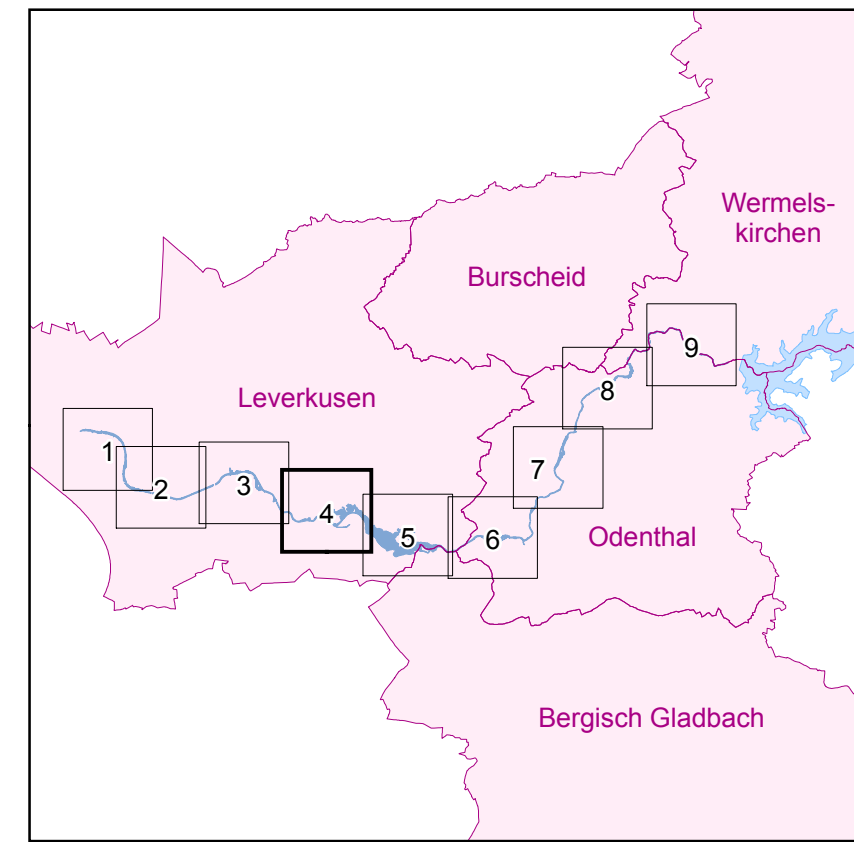 Wermels-
kirchen
Burscheid
9
8
Leverkusen
1
2
3
4
5
6
7
Odenthal
Bergisch Gladbach